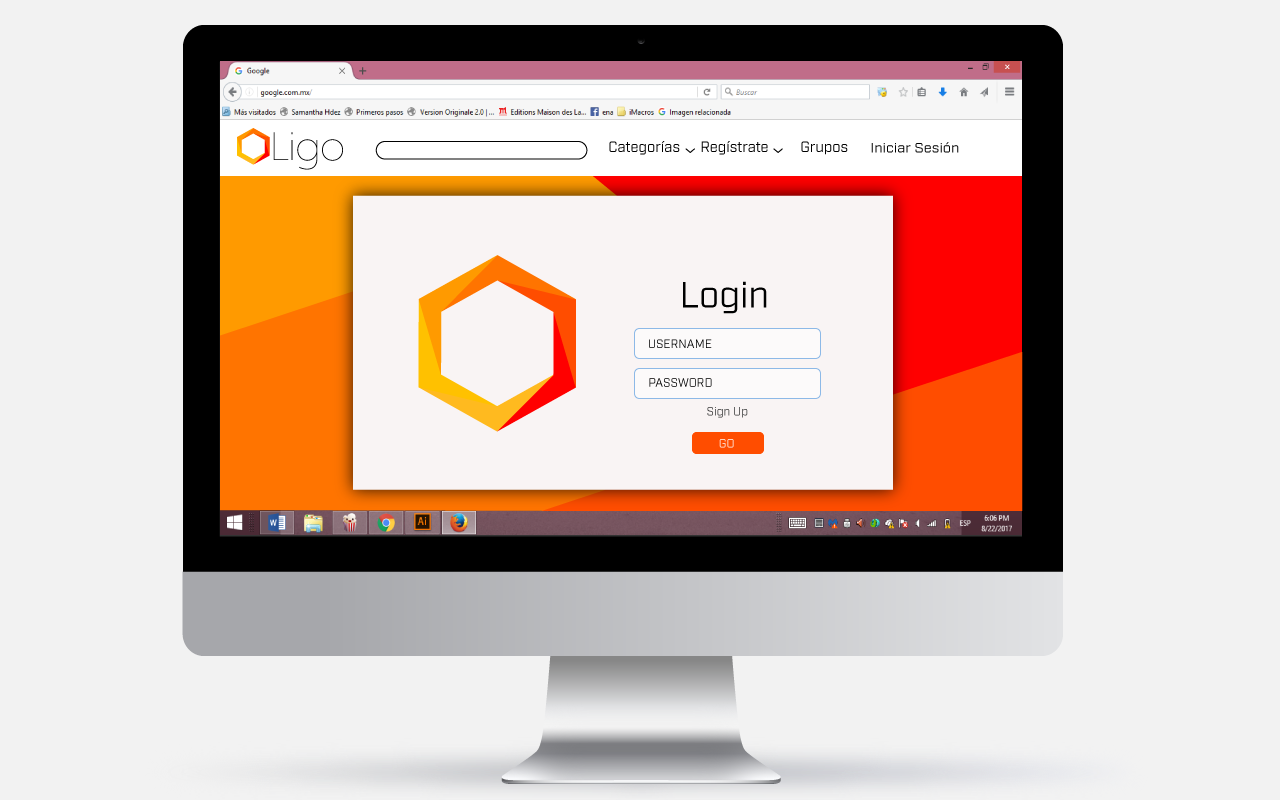 Google
google.com.mx/
Buscar
Más visitados Samantha Hdez Primeros pasos Version Originale 2.0 |... Editions Maison des La... ena iMacros Imagen relacionada
Ligo Categorías Regístrate Grupos Iniciar Sesión
Login
USERNAME
PASSWORD
Sign Up
GO
W Ai ESP 6:06 PM
8/22/2017